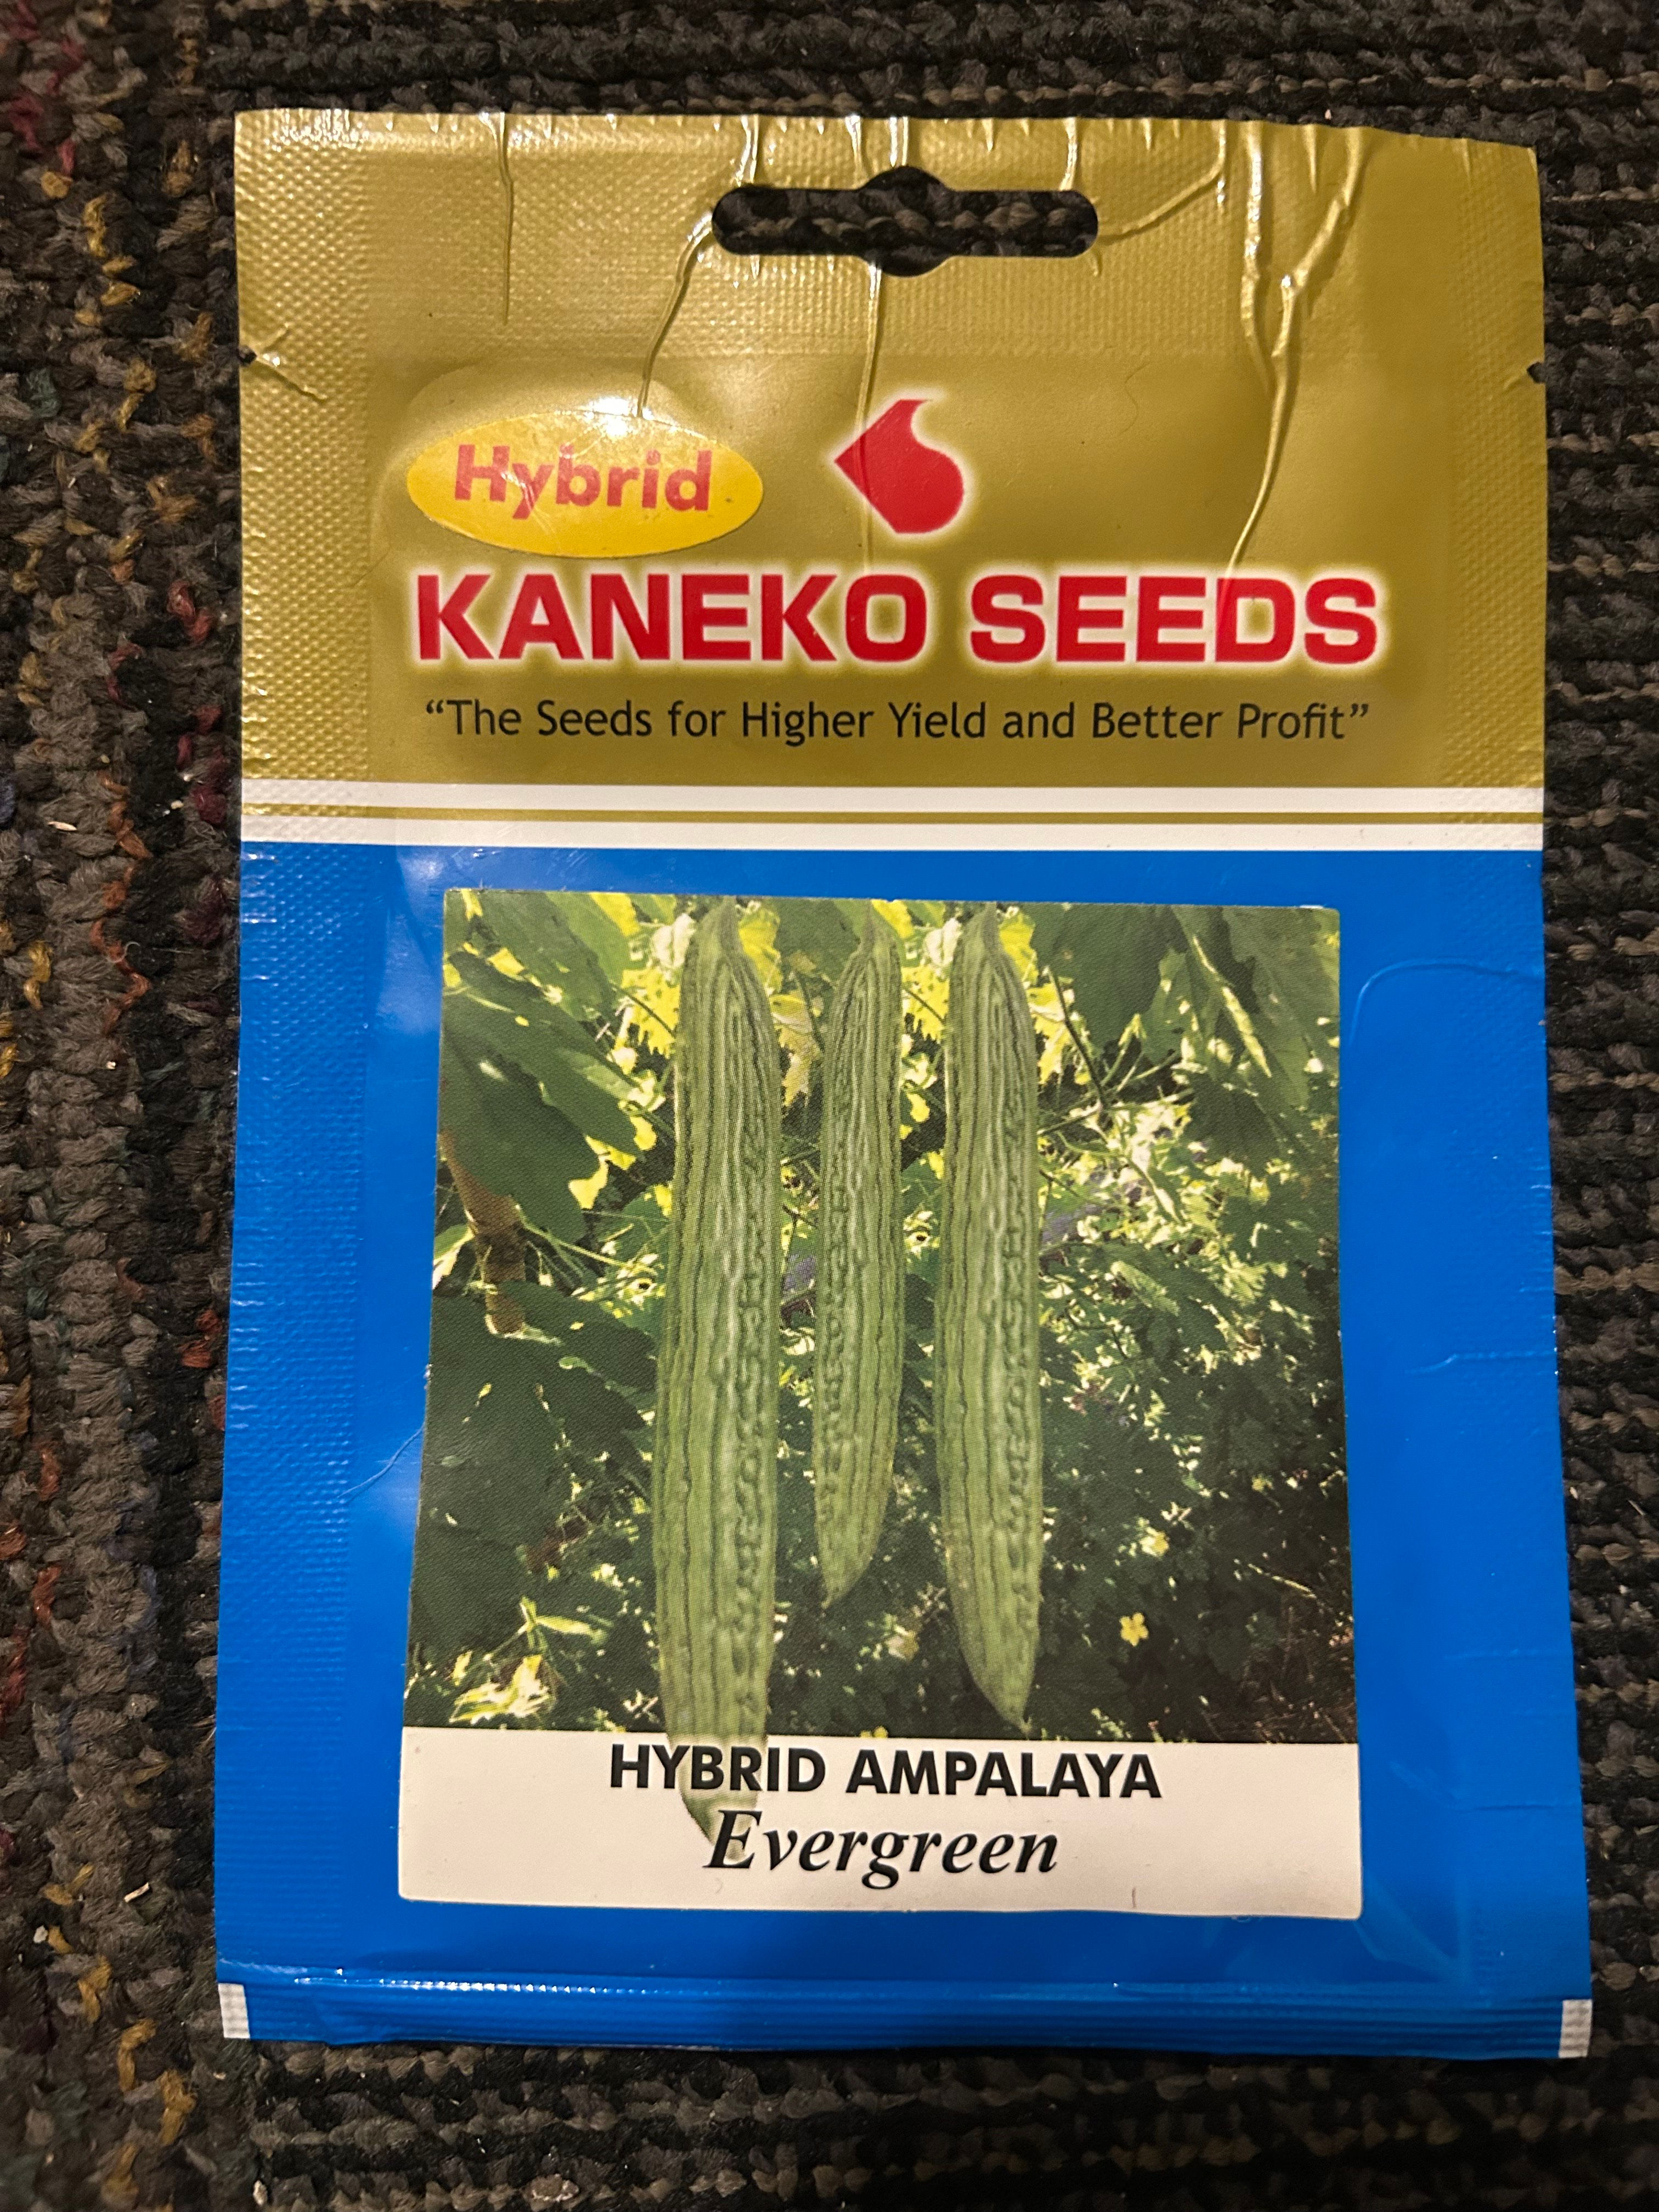 Hybrid
KANEKO SEEDS
“The Seeds for Higher Yield and Better Profit”
HYBRID AMPALAYA
Evergreen